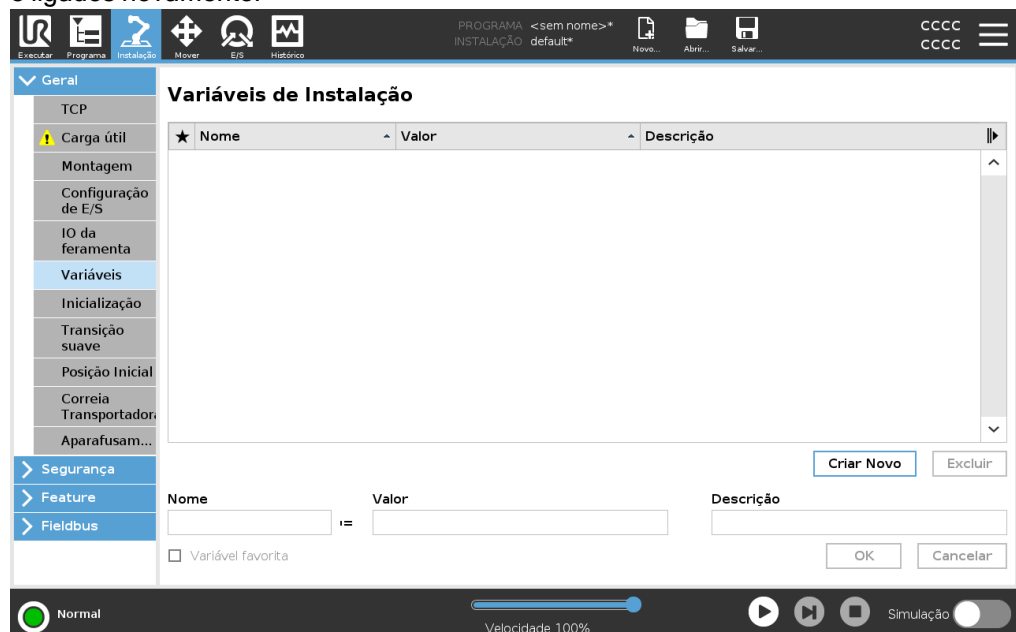 e ligados novamente.
PROGRAMA <sem nome>*
INSTALAÇÃO default*
CCCC
CCCC
Executar Programa Instalação Mover E/S Histórico Novo... Abrir... Salvar...
Geral
TCP
Carga útil
Montagem
Configuração
de E/S
IO da
feramenta
Variáveis
Inicialização
Transição
suave
Posição Inicial
Correia
Transportadora
Aparafusam...
Segurança
Feature
Fieldbus
Variáveis de Instalação
Nome Valor Descrição
Criar Novo Excluir
Nome Valor Descrição
:=
Variável favorita OK Cancelar
Normal Velocidade 100% Simulação